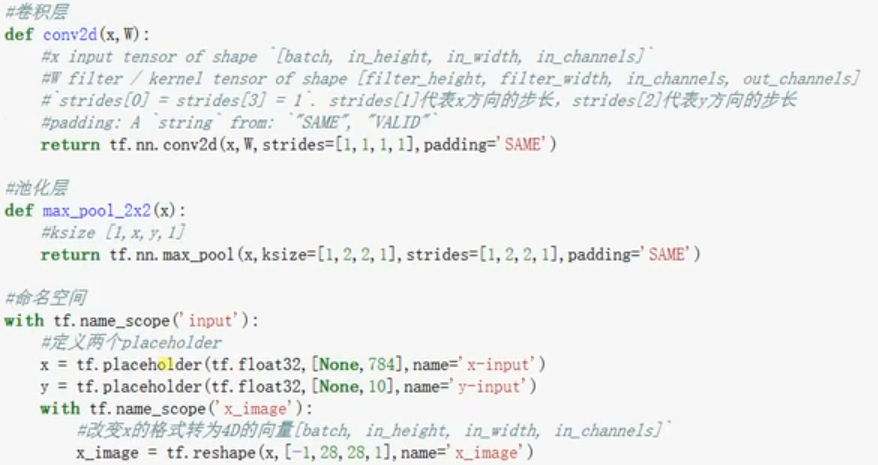 #卷积层
def conv2d(x,W):
    #x input tensor of shape `[batch, in_height, in_width, in_channels]`
    #W filter / kernel tensor of shape [filter_height, filter_width, in_channels, out_channels]
    #`strides[0] = strides[3] = 1`. strides[1]代表x方向的步长，strides[2]代表y方向的步长
    #padding: A `string` from: `"SAME", "VALID"`
    return tf.nn.conv2d(x,W,strides=[1,1,1,1],padding='SAME')
#池化层
def max_pool_2x2(x):
    #ksize [1,x,y,1]
    return tf.nn.max_pool(x,ksize=[1,2,2,1],strides=[1,2,2,1],padding='SAME')
#命名空间
with tf.name_scope('input'):
    #定义两个placeholder
    x = tf.placeholder(tf.float32,[None,784],name='x-input')
    y = tf.placeholder(tf.float32,[None,10],name='y-input')
    with tf.name_scope('x_image'):
        #改变x的格式转为4D的向量[batch, in_height, in_width, in_channels]`
        x_image = tf.reshape(x,[-1,28,28,1],name='x_image')